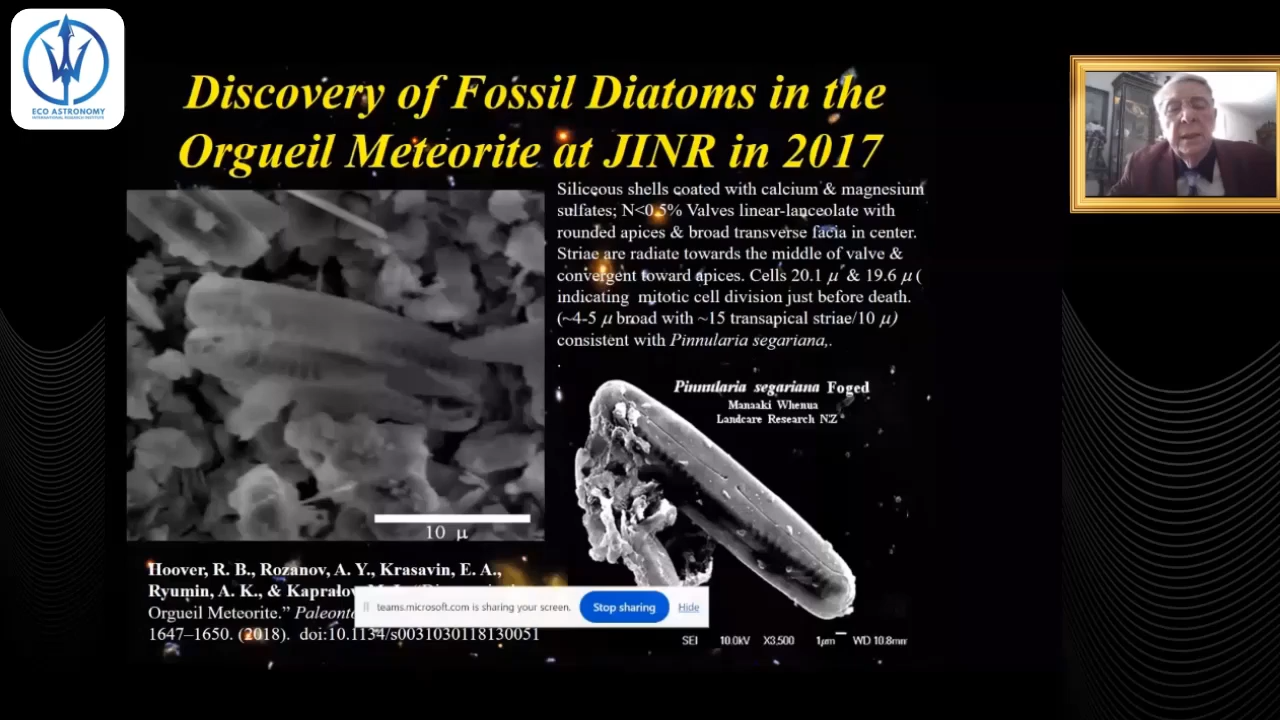 ECO ASTRONOMY
INTERNATIONAL RESEARCH INSTITUTE
Discovery of Fossil Diatoms in the
Orgueil Meteorite at JINR in 2017
Siliceous shells coated with calcium & magnesium
sulfates; N<0.5% Valves linear-lanceolate with
rounded apices & broad transverse facia in center.
Striae are radiate towards the middle of valve &
convergent toward apices. Cells 20.1 μ & 19.6 μ (
indicating mitotic cell division just before death.
(~4-5 μ broad with ~15 transapical striae/10 μ)
consistent with Pinnularia segariana,.
10 μ
Pinnularia segariana Foged
Manaaki Whenua
Landcare Research NZ
Hoover, R. B., Rozanov, A. Y., Krasavin, E. A.,
Ryumin, A. K., & Kapralov
Orgueil Meteorite.” Paleont
1647–1650. (2018). doi:10.1134/s0031030118130051
teams.microsoft.com is sharing your screen.
Stop sharing
Hide
SEI 10.0kV X3,500 1μm WD 10.8mm